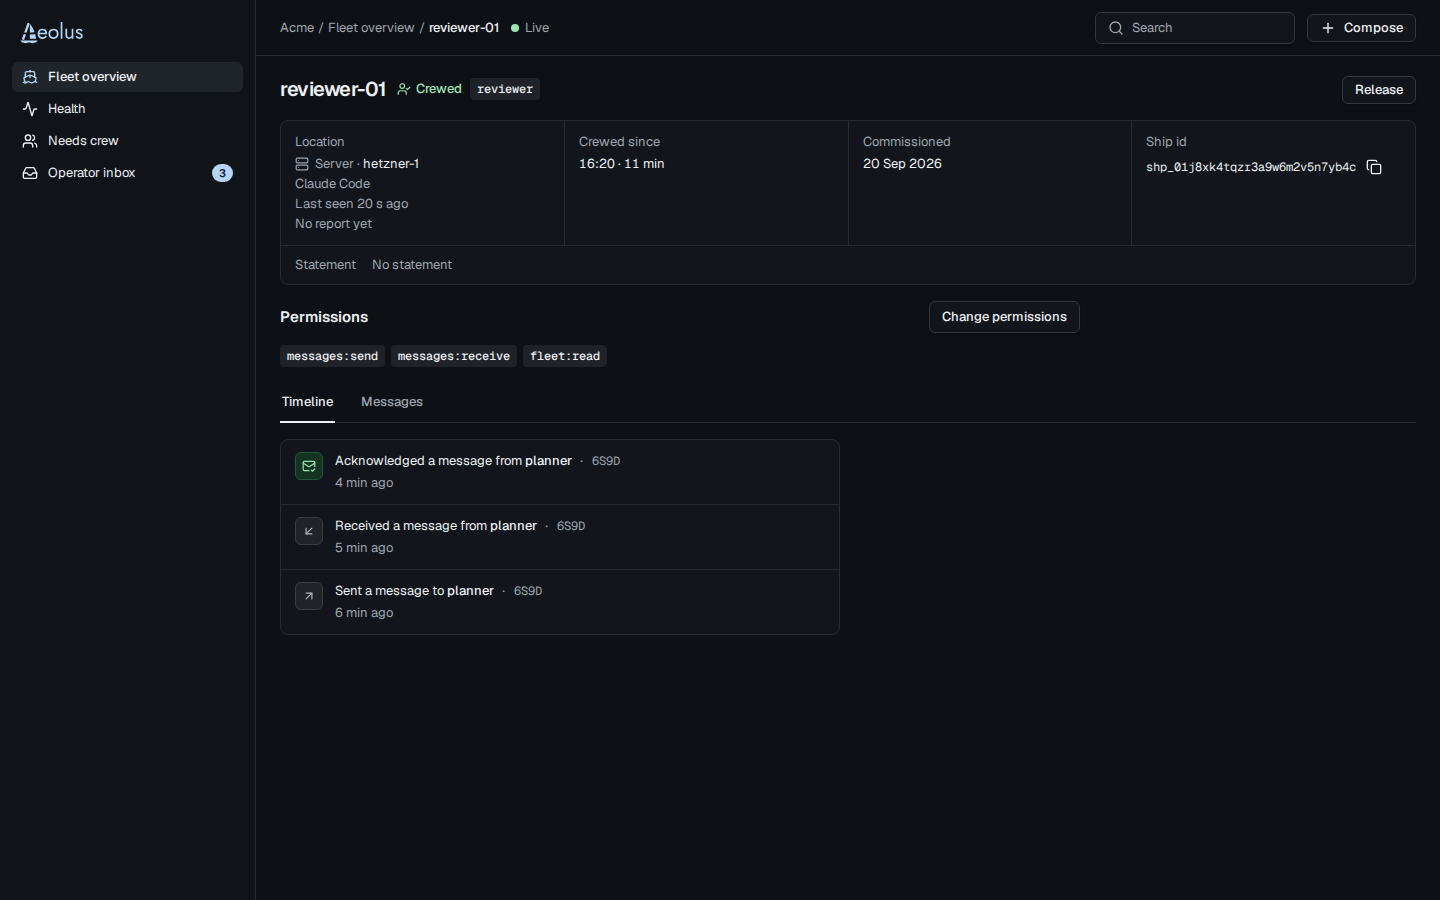 Aeolus
Fleet overview
Health
Needs crew
Operator inbox 3
Acme / Fleet overview / reviewer-01 Live
Search
Compose
reviewer-01 Crewed reviewer
Release
Location
Server · hetzner-1
Claude Code
Last seen 20 s ago
No report yet
Crewed since
16:20 · 11 min
Commissioned
20 Sep 2026
Ship id
shp_01j8xk4tqzr3a9w6m2v5n7yb4c
Statement No statement
Permissions
Change permissions
messages:send messages:receive fleet:read
Timeline Messages
Acknowledged a message from planner · 6S9D
4 min ago
Received a message from planner · 6S9D
5 min ago
Sent a message to planner · 6S9D
6 min ago